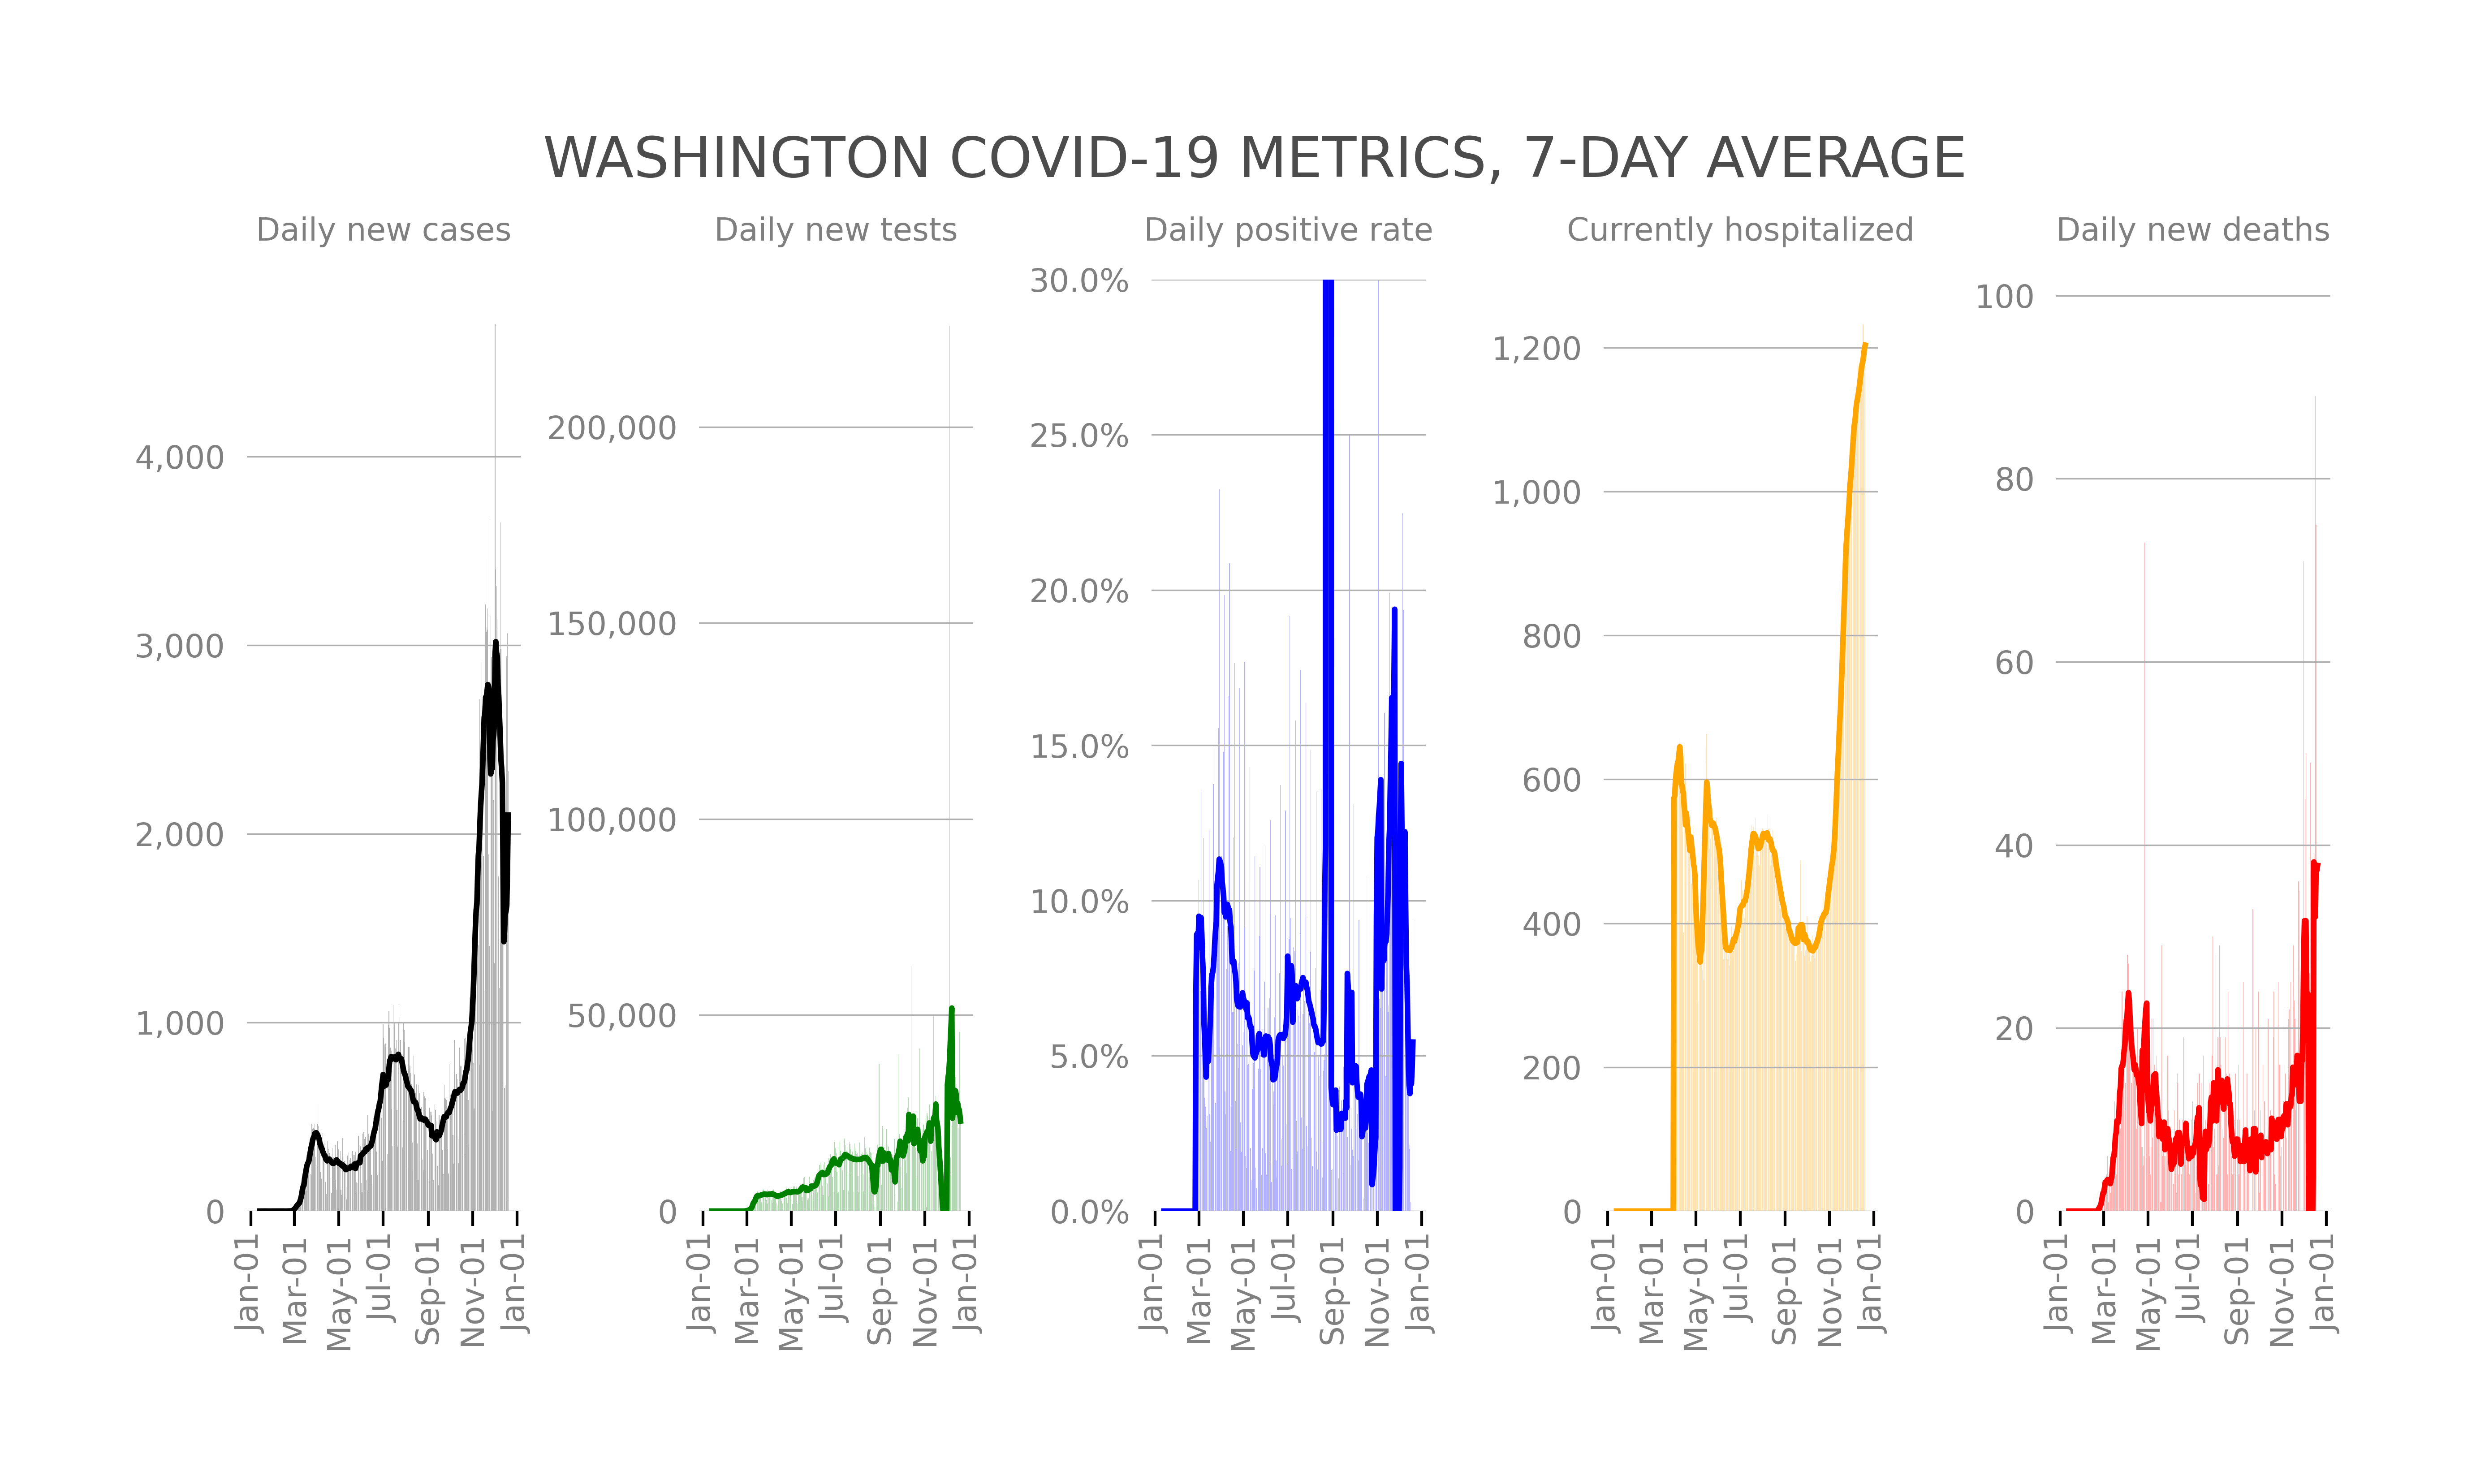 WASHINGTON COVID-19 METRICS, 7-DAY AVERAGE
Daily new cases
4,000
3,000
2,000
1,000
0
Jan-01
Mar-01
May-01
Jul-01
Sep-01
Nov-01
Jan-01
Daily new tests
200,000
150,000
100,000
50,000
0
Jan-01
Mar-01
May-01
Jul-01
Sep-01
Nov-01
Jan-01
Daily positive rate
30.0%
25.0%
20.0%
15.0%
10.0%
5.0%
0.0%
Jan-01
Mar-01
May-01
Jul-01
Sep-01
Nov-01
Jan-01
Currently hospitalized
1,200
1,000
800
600
400
200
0
Jan-01
Mar-01
May-01
Jul-01
Sep-01
Nov-01
Jan-01
Daily new deaths
100
80
60
40
20
0
Jan-01
Mar-01
May-01
Jul-01
Sep-01
Nov-01
Jan-01